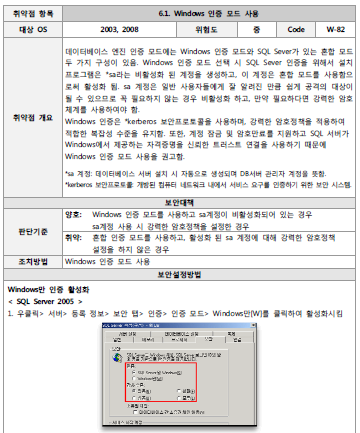 취약점 항목 6.1. Windows 인증 모드 사용
대상 OS 2003, 2008 위험도 중 Code W-82
취약점 개요
데이터베이스 엔진 인증 모드에는 Windows 인증 모드와 SQL Sever가 있는 혼합 모드
두 가지 구성이 있음. Windows 인증 모드 선택 시 SQL Sever 인증을 위해서 설치
프로그램은 *sa라는 비활성화 된 계정을 생성하고, 이 계정은 혼합 모드를 사용함으
로써 활성화 됨. sa 계정은 일반 사용자들에게 잘 알려진 만큼 쉽게 공격의 대상이
될 수 있으므로 꼭 필요하지 않는 경우 비활성화 하고, 만약 필요하다면 강력한 암호
체계를 사용하여야 함.
Windows 인증은 *kerberos 보안프로토콜을 사용하며, 강력한 암호정책을 적용하여
적합한 복잡성 수준을 유지함. 또한, 계정 잠금 및 암호만료를 지원하고 SQL 서버가
Windows에서 제공하는 자격증명을 신뢰한 트러스트 연결을 사용하기 때문에
Windows 인증 모드 사용을 권고함.
*sa 계정: 데이터베이스 서버 설치 시 자동으로 생성되며 DB서버 관리자 계정을 뜻함.
*kerberos 보안프로토콜: 개방된 컴퓨터 네트워크 내에서 서비스 요구를 인증하기 위한 보안 시스템.
보안대책
판단기준
양호: Windows 인증 모드를 사용하고 sa계정이 비활성화되어 있는 경우
sa계정 사용 시 강력한 암호정책을 설정한 경우
취약: 혼합 인증 모드를 사용하고, 활성화 된 sa 계정에 대해 강력한 암호정책
설정을 하지 않은 경우
조치방법 Windows 인증 모드 사용
보안설정방법
Windows만 인증 활성화
< SQL Server 2005 >
1. 우클릭> 서버> 등록 정보> 보안 탭> 인증> 인증 모드> Windows만(W)를 클릭하여 활성화시킴